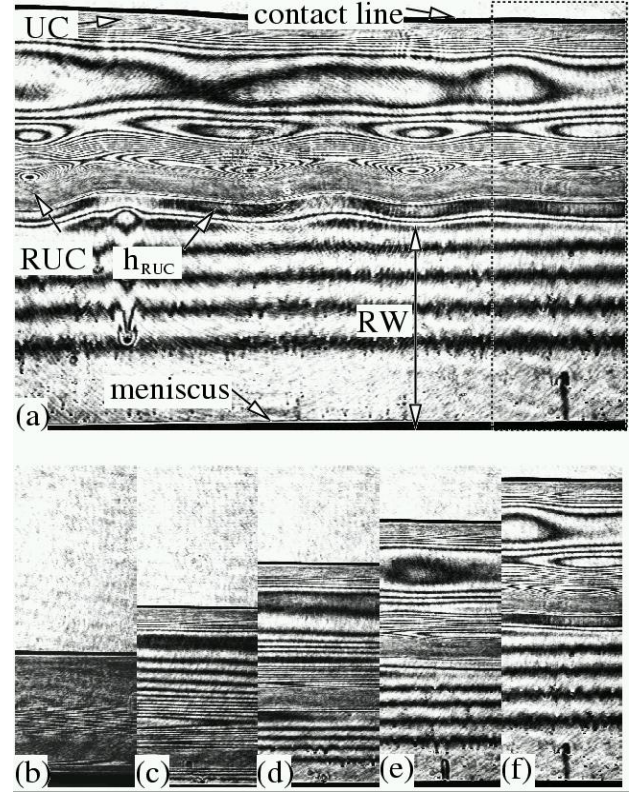 contact line
UC
RUC
hRUC
RW
meniscus
(a)
(b) (c) (d) (e) (f)